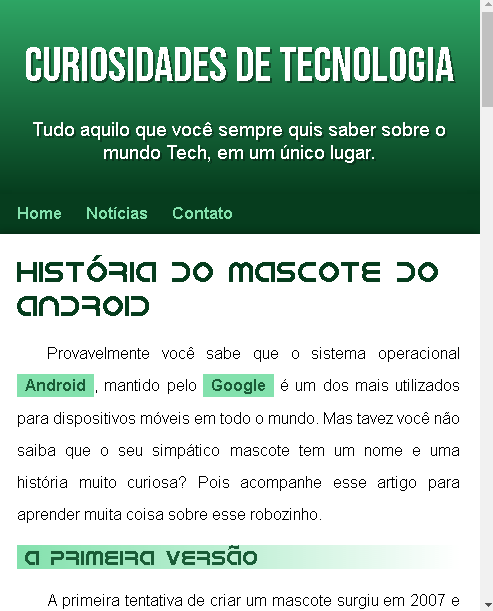 CURIOSIDADES DE TECNOLOGIA
Tudo aquilo que você sempre quis saber sobre o
mundo Tech, em um único lugar.
Home Notícias Contato
HISTÓRIA DO MASCOTE DO
ANDROID
Provavelmente você sabe que o sistema operacional
Android, mantido pelo Google é um dos mais utilizados
para dispositivos móveis em todo o mundo. Mas tavez você não
saiba que o seu simpático mascote tem um nome e uma
história muito curiosa? Pois acompanhe esse artigo para
aprender muita coisa sobre esse robozinho.
A PRIMEIRA VERSÃO
A primeira tentativa de criar um mascote surgiu em 2007 e